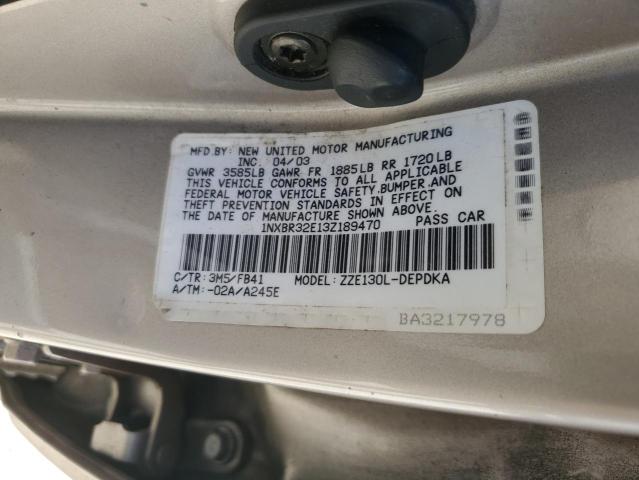 MFD BY: NEW UNITED MOTOR MANUFACTURING
INC. 04/03
GVWR 3585LB GAWR FR 1885LB RR 1720LB
THIS VEHICLE CONFORMS TO ALL APPLICABLE
FEDERAL MOTOR VEHICLE SAFETY,BUMPER,AND
THEFT PREVENTION STANDARDS IN EFFECT ON
THE DATE OF MANUFACTURE SHOWN ABOVE.
1NXBR32E13Z189470 PASS CAR
C/TR: 3M5/FB41 MODEL: ZZE130L-DEPDKA
A/TM: -02A/A245E
BA3217978